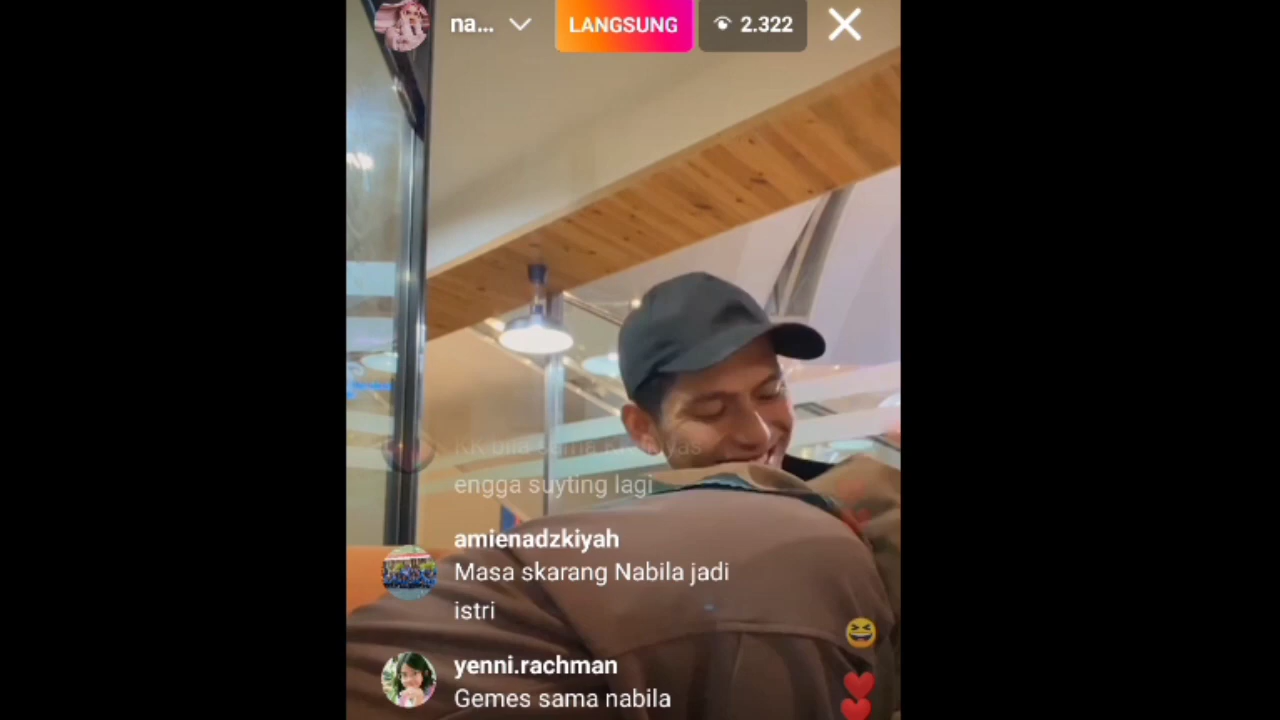 na...
LANGSUNG
2.322
engga suyting lagi
amienadzkiyah
Masa skarang Nabila jadi
istri
yenni.rachman
Gemes sama nabila